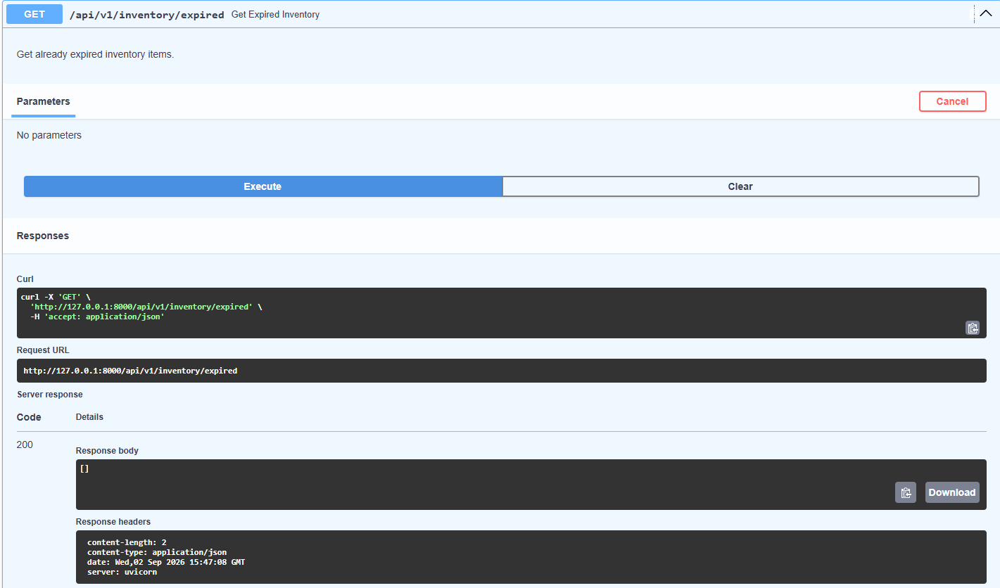 GET /api/v1/inventory/expired Get Expired Inventory
Get already expired inventory items.
Parameters
Cancel
No parameters
Execute
Clear
Responses
Curl
curl -X 'GET' \
'http://127.0.0.1:8000/api/v1/inventory/expired' \
-H 'accept: application/json'
Request URL
http://127.0.0.1:8000/api/v1/inventory/expired
Server response
Code Details
200
Response body
[]
Download
Response headers
content-length: 2
content-type: application/json
date: Wed,02 Sep 2026 15:47:08 GMT
server: uvicorn